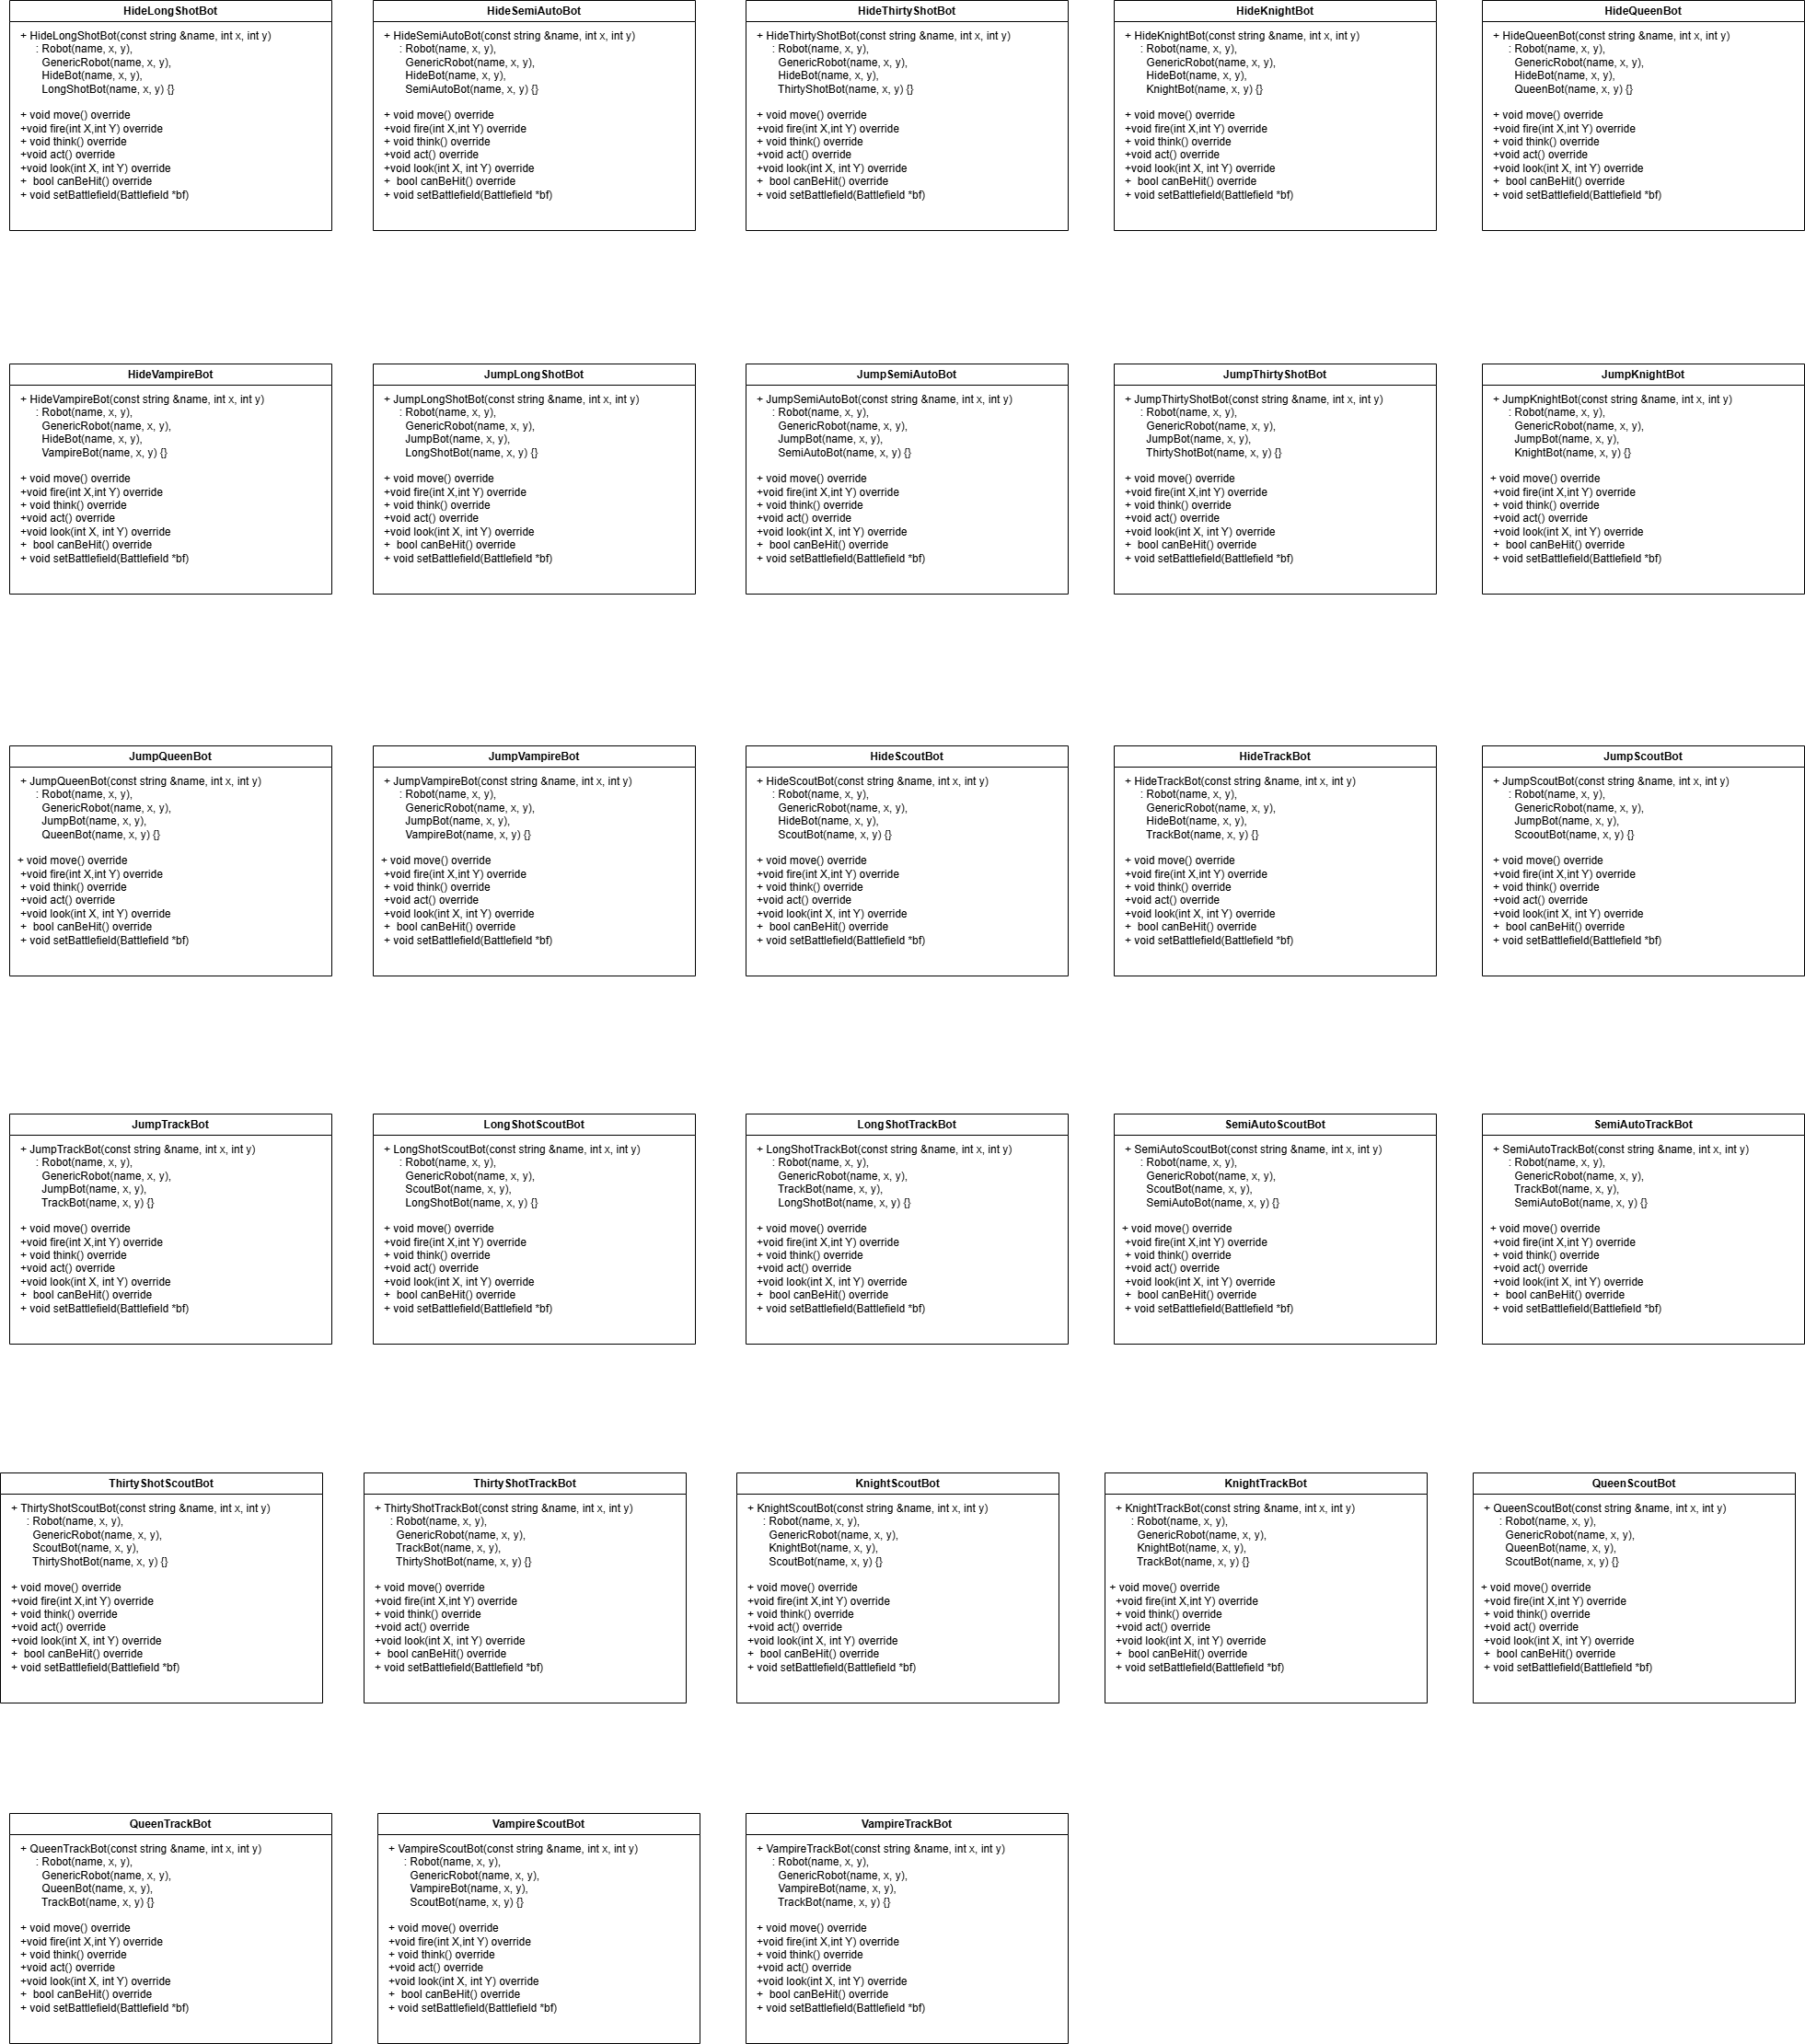 HideLongShotBot
+ HideLongShotBot(const string &name, int x, int y)
: Robot(name, x, y),
GenericRobot(name, x, y),
HideBot(name, x, y),
LongShotBot(name, x, y) {}
+ void move() override
+void fire(int X,int Y) override
+ void think() override
+void act() override
+void look(int X, int Y) override
+  bool canBeHit() override
+ void setBattlefield(Battlefield *bf)
HideSemiAutoBot
+ HideSemiAutoBot(const string &name, int x, int y)
: Robot(name, x, y),
GenericRobot(name, x, y),
HideBot(name, x, y),
SemiAutoBot(name, x, y) {}
+ void move() override
+void fire(int X,int Y) override
+ void think() override
+void act() override
+void look(int X, int Y) override
+  bool canBeHit() override
+ void setBattlefield(Battlefield *bf)
HideThirtyShotBot
+ HideThirtyShotBot(const string &name, int x, int y)
: Robot(name, x, y),
GenericRobot(name, x, y),
HideBot(name, x, y),
ThirtyShotBot(name, x, y) {}
+ void move() override
+void fire(int X,int Y) override
+ void think() override
+void act() override
+void look(int X, int Y) override
+  bool canBeHit() override
+ void setBattlefield(Battlefield *bf)
HideKnightBot
+ HideKnightBot(const string &name, int x, int y)
: Robot(name, x, y),
GenericRobot(name, x, y),
HideBot(name, x, y),
KnightBot(name, x, y) {}
+ void move() override
+void fire(int X,int Y) override
+ void think() override
+void act() override
+void look(int X, int Y) override
+  bool canBeHit() override
+ void setBattlefield(Battlefield *bf)
HideQueenBot
+ HideQueenBot(const string &name, int x, int y)
: Robot(name, x, y),
GenericRobot(name, x, y),
HideBot(name, x, y),
QueenBot(name, x, y) {}
+ void move() override
+void fire(int X,int Y) override
+ void think() override
+void act() override
+void look(int X, int Y) override
+  bool canBeHit() override
+ void setBattlefield(Battlefield *bf)
HideVampireBot
+ HideVampireBot(const string &name, int x, int y)
: Robot(name, x, y),
GenericRobot(name, x, y),
HideBot(name, x, y),
VampireBot(name, x, y) {}
+ void move() override
+void fire(int X,int Y) override
+ void think() override
+void act() override
+void look(int X, int Y) override
+  bool canBeHit() override
+ void setBattlefield(Battlefield *bf)
JumpLongShotBot
+ JumpLongShotBot(const string &name, int x, int y)
: Robot(name, x, y),
GenericRobot(name, x, y),
JumpBot(name, x, y),
LongShotBot(name, x, y) {}
+ void move() override
+void fire(int X,int Y) override
+ void think() override
+void act() override
+void look(int X, int Y) override
+  bool canBeHit() override
+ void setBattlefield(Battlefield *bf)
JumpSemiAutoBot
+ JumpSemiAutoBot(const string &name, int x, int y)
: Robot(name, x, y),
GenericRobot(name, x, y),
JumpBot(name, x, y),
SemiAutoBot(name, x, y) {}
+ void move() override
+void fire(int X,int Y) override
+ void think() override
+void act() override
+void look(int X, int Y) override
+  bool canBeHit() override
+ void setBattlefield(Battlefield *bf)
JumpThirtyShotBot
+ JumpThirtyShotBot(const string &name, int x, int y)
: Robot(name, x, y),
GenericRobot(name, x, y),
JumpBot(name, x, y),
ThirtyShotBot(name, x, y) {}
+ void move() override
+void fire(int X,int Y) override
+ void think() override
+void act() override
+void look(int X, int Y) override
+  bool canBeHit() override
+ void setBattlefield(Battlefield *bf)
JumpKnightBot
+ JumpKnightBot(const string &name, int x, int y)
: Robot(name, x, y),
GenericRobot(name, x, y),
JumpBot(name, x, y),
KnightBot(name, x, y) {}
+ void move() override
+void fire(int X,int Y) override
+ void think() override
+void act() override
+void look(int X, int Y) override
+  bool canBeHit() override
+ void setBattlefield(Battlefield *bf)
JumpQueenBot
+ JumpQueenBot(const string &name, int x, int y)
: Robot(name, x, y),
GenericRobot(name, x, y),
JumpBot(name, x, y),
QueenBot(name, x, y) {}
+ void move() override
+void fire(int X,int Y) override
+ void think() override
+void act() override
+void look(int X, int Y) override
+  bool canBeHit() override
+ void setBattlefield(Battlefield *bf)
JumpVampireBot
+ JumpVampireBot(const string &name, int x, int y)
: Robot(name, x, y),
GenericRobot(name, x, y),
JumpBot(name, x, y),
VampireBot(name, x, y) {}
+ void move() override
+void fire(int X,int Y) override
+ void think() override
+void act() override
+void look(int X, int Y) override
+  bool canBeHit() override
+ void setBattlefield(Battlefield *bf)
HideScoutBot
+ HideScoutBot(const string &name, int x, int y)
: Robot(name, x, y),
GenericRobot(name, x, y),
HideBot(name, x, y),
ScoutBot(name, x, y) {}
+ void move() override
+void fire(int X,int Y) override
+ void think() override
+void act() override
+void look(int X, int Y) override
+  bool canBeHit() override
+ void setBattlefield(Battlefield *bf)
HideTrackBot
+ HideTrackBot(const string &name, int x, int y)
: Robot(name, x, y),
GenericRobot(name, x, y),
HideBot(name, x, y),
TrackBot(name, x, y) {}
+ void move() override
+void fire(int X,int Y) override
+ void think() override
+void act() override
+void look(int X, int Y) override
+  bool canBeHit() override
+ void setBattlefield(Battlefield *bf)
JumpScoutBot
+ JumpScoutBot(const string &name, int x, int y)
: Robot(name, x, y),
GenericRobot(name, x, y),
JumpBot(name, x, y),
ScooutBot(name, x, y) {}
+ void move() override
+void fire(int X,int Y) override
+ void think() override
+void act() override
+void look(int X, int Y) override
+  bool canBeHit() override
+ void setBattlefield(Battlefield *bf)
JumpTrackBot
+ JumpTrackBot(const string &name, int x, int y)
: Robot(name, x, y),
GenericRobot(name, x, y),
JumpBot(name, x, y),
TrackBot(name, x, y) {}
+ void move() override
+void fire(int X,int Y) override
+ void think() override
+void act() override
+void look(int X, int Y) override
+  bool canBeHit() override
+ void setBattlefield(Battlefield *bf)
LongShotScoutBot
+ LongShotScoutBot(const string &name, int x, int y)
: Robot(name, x, y),
GenericRobot(name, x, y),
ScoutBot(name, x, y),
LongShotBot(name, x, y) {}
+ void move() override
+void fire(int X,int Y) override
+ void think() override
+void act() override
+void look(int X, int Y) override
+  bool canBeHit() override
+ void setBattlefield(Battlefield *bf)
LongShotTrackBot
+ LongShotTrackBot(const string &name, int x, int y)
: Robot(name, x, y),
GenericRobot(name, x, y),
TrackBot(name, x, y),
LongShotBot(name, x, y) {}
+ void move() override
+void fire(int X,int Y) override
+ void think() override
+void act() override
+void look(int X, int Y) override
+  bool canBeHit() override
+ void setBattlefield(Battlefield *bf)
SemiAutoScoutBot
+ SemiAutoScoutBot(const string &name, int x, int y)
: Robot(name, x, y),
GenericRobot(name, x, y),
ScoutBot(name, x, y),
SemiAutoBot(name, x, y) {}
+ void move() override
+void fire(int X,int Y) override
+ void think() override
+void act() override
+void look(int X, int Y) override
+  bool canBeHit() override
+ void setBattlefield(Battlefield *bf)
SemiAutoTrackBot
+ SemiAutoTrackBot(const string &name, int x, int y)
: Robot(name, x, y),
GenericRobot(name, x, y),
TrackBot(name, x, y),
SemiAutoBot(name, x, y) {}
+ void move() override
+void fire(int X,int Y) override
+ void think() override
+void act() override
+void look(int X, int Y) override
+  bool canBeHit() override
+ void setBattlefield(Battlefield *bf)
ThirtyShotScoutBot
+ ThirtyShotScoutBot(const string &name, int x, int y)
: Robot(name, x, y),
GenericRobot(name, x, y),
ScoutBot(name, x, y),
ThirtyShotBot(name, x, y) {}
+ void move() override
+void fire(int X,int Y) override
+ void think() override
+void act() override
+void look(int X, int Y) override
+  bool canBeHit() override
+ void setBattlefield(Battlefield *bf)
ThirtyShotTrackBot
+ ThirtyShotTrackBot(const string &name, int x, int y)
: Robot(name, x, y),
GenericRobot(name, x, y),
TrackBot(name, x, y),
ThirtyShotBot(name, x, y) {}
+ void move() override
+void fire(int X,int Y) override
+ void think() override
+void act() override
+void look(int X, int Y) override
+  bool canBeHit() override
+ void setBattlefield(Battlefield *bf)
KnightScoutBot
+ KnightScoutBot(const string &name, int x, int y)
: Robot(name, x, y),
GenericRobot(name, x, y),
KnightBot(name, x, y),
ScoutBot(name, x, y) {}
+ void move() override
+void fire(int X,int Y) override
+ void think() override
+void act() override
+void look(int X, int Y) override
+  bool canBeHit() override
+ void setBattlefield(Battlefield *bf)
KnightTrackBot
+ KnightTrackBot(const string &name, int x, int y)
: Robot(name, x, y),
GenericRobot(name, x, y),
KnightBot(name, x, y),
TrackBot(name, x, y) {}
+ void move() override
+void fire(int X,int Y) override
+ void think() override
+void act() override
+void look(int X, int Y) override
+  bool canBeHit() override
+ void setBattlefield(Battlefield *bf)
QueenScoutBot
+ QueenScoutBot(const string &name, int x, int y)
: Robot(name, x, y),
GenericRobot(name, x, y),
QueenBot(name, x, y),
ScoutBot(name, x, y) {}
+ void move() override
+void fire(int X,int Y) override
+ void think() override
+void act() override
+void look(int X, int Y) override
+  bool canBeHit() override
+ void setBattlefield(Battlefield *bf)
QueenTrackBot
+ QueenTrackBot(const string &name, int x, int y)
: Robot(name, x, y),
GenericRobot(name, x, y),
QueenBot(name, x, y),
TrackBot(name, x, y) {}
+ void move() override
+void fire(int X,int Y) override
+ void think() override
+void act() override
+void look(int X, int Y) override
+  bool canBeHit() override
+ void setBattlefield(Battlefield *bf)
VampireScoutBot
+ VampireScoutBot(const string &name, int x, int y)
: Robot(name, x, y),
GenericRobot(name, x, y),
VampireBot(name, x, y),
ScoutBot(name, x, y) {}
+ void move() override
+void fire(int X,int Y) override
+ void think() override
+void act() override
+void look(int X, int Y) override
+  bool canBeHit() override
+ void setBattlefield(Battlefield *bf)
VampireTrackBot
+ VampireTrackBot(const string &name, int x, int y)
: Robot(name, x, y),
GenericRobot(name, x, y),
VampireBot(name, x, y),
TrackBot(name, x, y) {}
+ void move() override
+void fire(int X,int Y) override
+ void think() override
+void act() override
+void look(int X, int Y) override
+  bool canBeHit() override
+ void setBattlefield(Battlefield *bf)